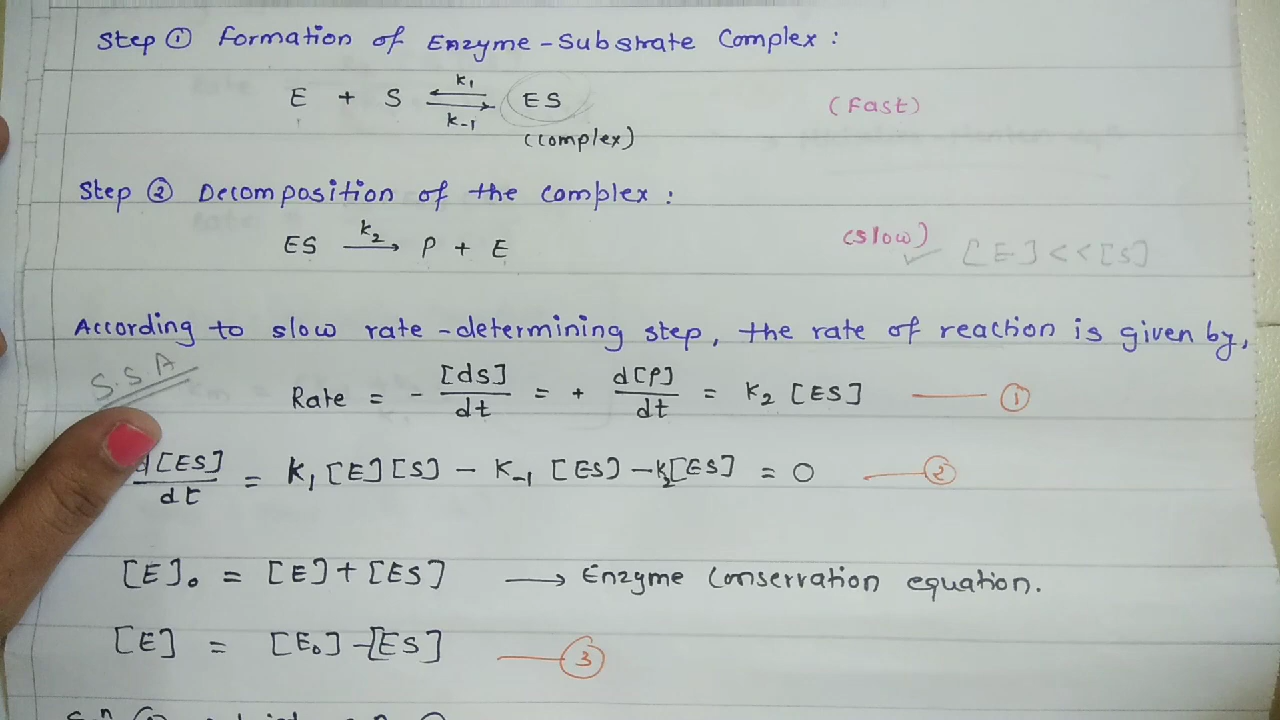 Step ① Formation of Enzyme-Substrate Complex :
E + S ⇌ ES (Fast)
k₁
k₋₁
(complex)
Step ② Decomposition of the complex :
ES —k₂→ P + E (slow) ✓ [E]<<[S]
According to slow rate-determining step, the rate of reaction is given by,
S.S.A
Rate = - [ds]/dt = + d[P]/dt = k₂ [ES] —— ①
d[ES]/dt = k₁ [E][S] - k₋₁ [ES] - k₂[ES] = 0 —— ②
[E]₀ = [E]+[ES] → Enzyme conservation equation.
[E] = [E₀]-[ES] —— ③